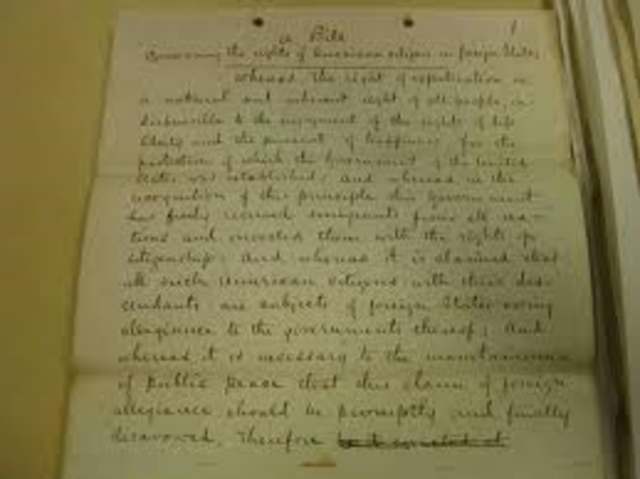 1
a Bill
Concerning the rights of American citizens in foreign States
Whereas the right of expatriation is
a natural and inherent right of all people, in-
dispensible to the enjoyment of the rights of life
liberty and the pursuit of happiness for the
protection of which the Government of the United
States was established; and whereas in the
recognition of this principle this Government
has freely received emigrants from all na-
tions and invested them with the rights of
citizenship; and whereas it is claimed that
all such American citizens with their des-
cendants are subjects of foreign States owing
allegiance to the governments thereof; And
whereas it is necessary to the maintainance
of public peace that this claim of foreign
allegiance should be promptly and finally
disavowed, Therefore be it enacted